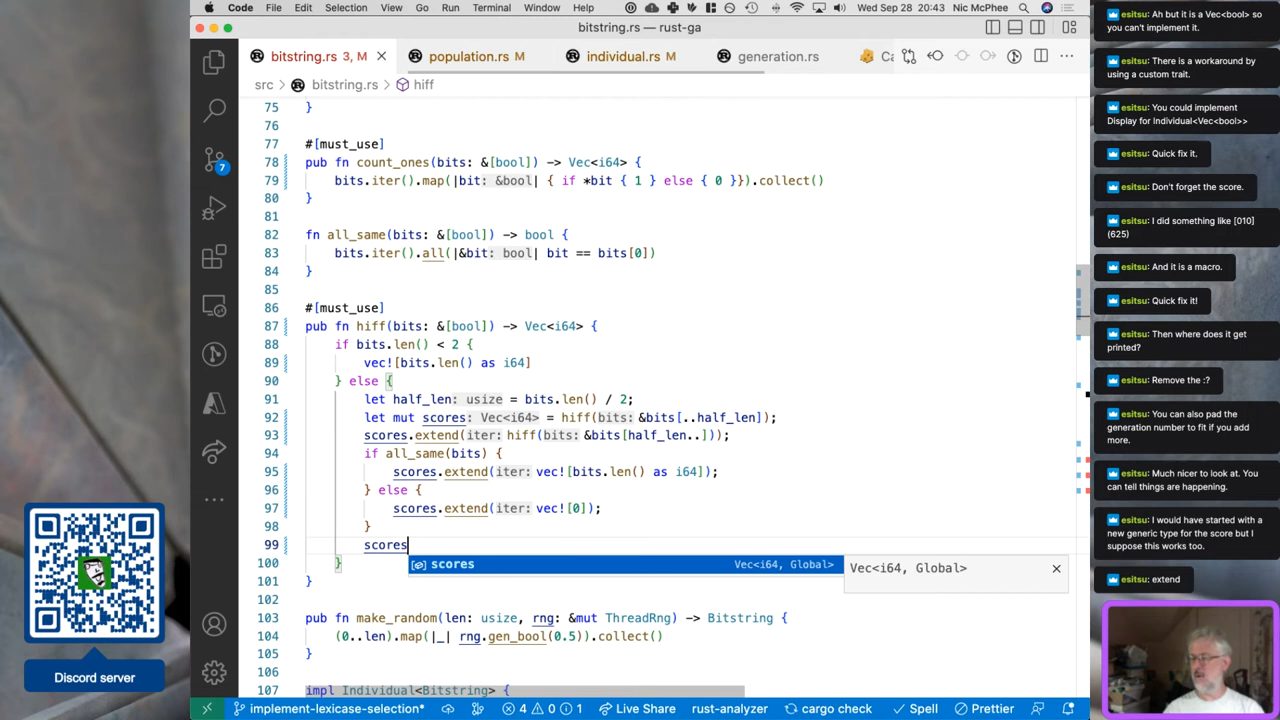 Code File Edit Selection View Go Run Terminal Window Help Wed Sep 28 20:43 Nic McPhee
bitstring.rs — rust-ga
bitstring.rs 3, M population.rs M individual.rs M generation.rs Ca
src > bitstring.rs > hiff
75 }
76
77 #[must_use]
78 pub fn count_ones(bits: &[bool]) -> Vec<i64> {
79 bits.iter().map(|bit: &bool| { if *bit { 1 } else { 0 }}).collect()
80 }
81
82 fn all_same(bits: &[bool]) -> bool {
83 bits.iter().all(|&bit: bool| bit == bits[0])
84 }
85
86 #[must_use]
87 pub fn hiff(bits: &[bool]) -> Vec<i64> {
88 if bits.len() < 2 {
89 vec![bits.len() as i64]
90 } else {
91 let half_len: usize = bits.len() / 2;
92 let mut scores: Vec<i64> = hiff(bits: &bits[..half_len]);
93 scores.extend(iter: hiff(bits: &bits[half_len..]));
94 if all_same(bits) {
95 scores.extend(iter: vec![bits.len() as i64]);
96 } else {
97 scores.extend(iter: vec![0]);
98 }
99 scores
scores Vec<i64, Global>
Vec<i64, Global>
100 }
101 }
102
103 pub fn make_random(len: usize, rng: &mut ThreadRng) -> Bitstring {
104 (0..len).map(|_| rng.gen_bool(0.5)).collect()
105 }
106
107 impl Individual<Bitstring> {
7
implement-lexicase-selection* 4 0 1 Live Share rust-analyzer cargo check Spell Prettier
Discord server
esitsu: Ah but it is a Vec<bool> so
you can't implement it.
esitsu: There is a workaround by
using a custom trait.
esitsu: You could implement
Display for Individual<Vec<bool>>
esitsu: Quick fix it.
esitsu: Don't forget the score.
esitsu: I did something like [010]
(625)
esitsu: And it is a macro.
esitsu: Quick fix it!
esitsu: Then where does it get
printed?
esitsu: Remove the :?
esitsu: You can also pad the
generation number to fit if you add
more.
esitsu: Much nicer to look at. You
can tell things are happening.
esitsu: I would have started with a
new generic type for the score but I
suppose this works too.
esitsu: extend